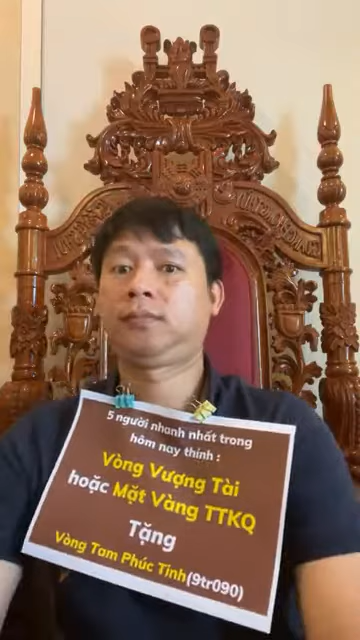 5 người nhanh nhất trong
hôm nay thỉnh :
Vòng Vượng Tài
hoặc Mặt Vàng TTKQ
Tặng
Vòng Tam Phúc Tinh(9tr090)